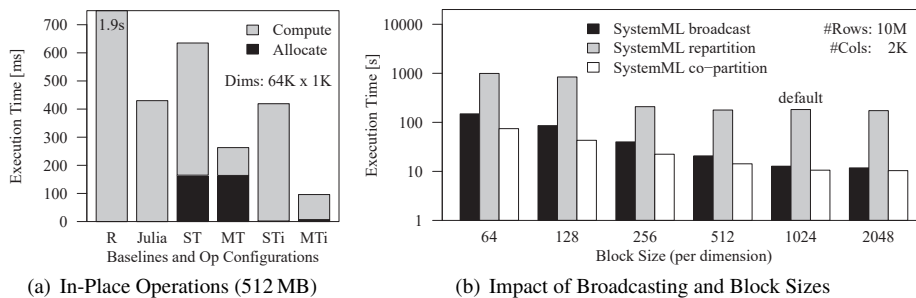 Execution Time [ms]
700
600
500
400
300
200
100
0
1.9s
Compute
Allocate
Dims: 64K x 1K
R Julia ST MT STi MTi
Baselines and Op Configurations
(a) In-Place Operations (512 MB)
Execution Time [s]
10000
1000
100
10
1
SystemML broadcast
SystemML repartition
SystemML co−partition
#Rows: 10M
#Cols: 2K
default
64 128 256 512 1024 2048
Block Size (per dimension)
(b) Impact of Broadcasting and Block Sizes